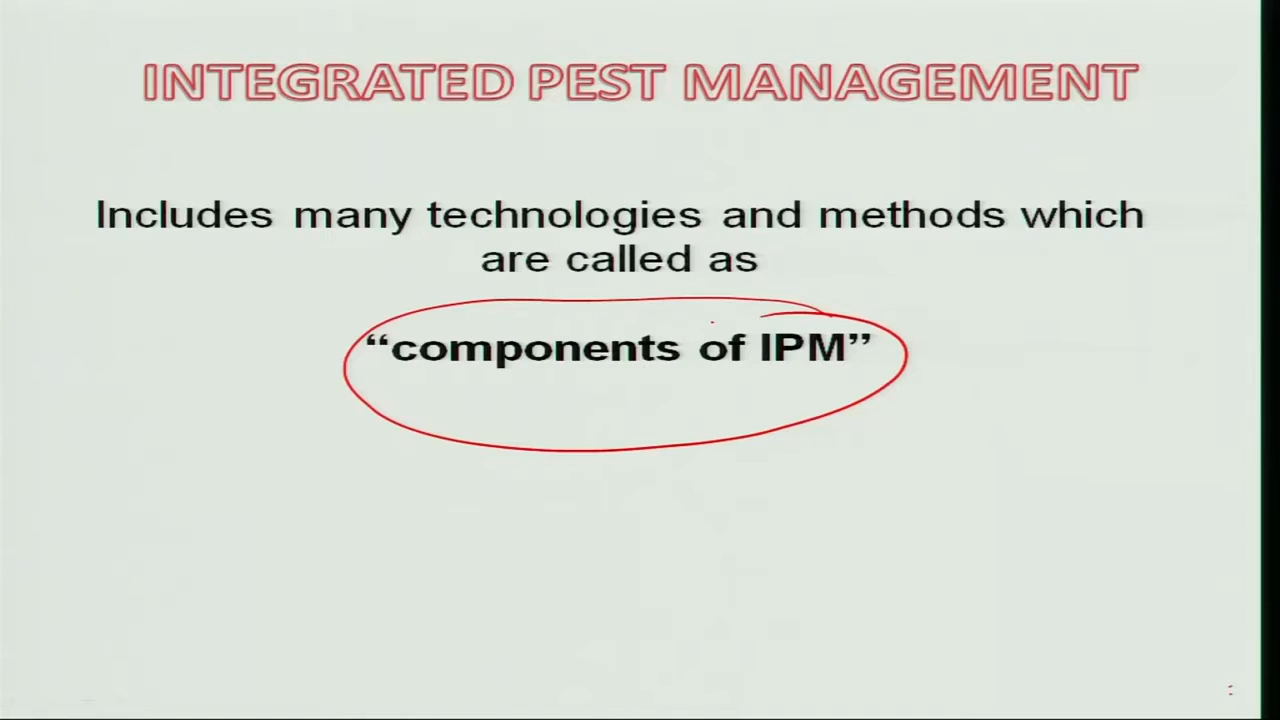 INTEGRATED PEST MANAGEMENT
Includes many technologies and methods which
are called as
“components of IPM”